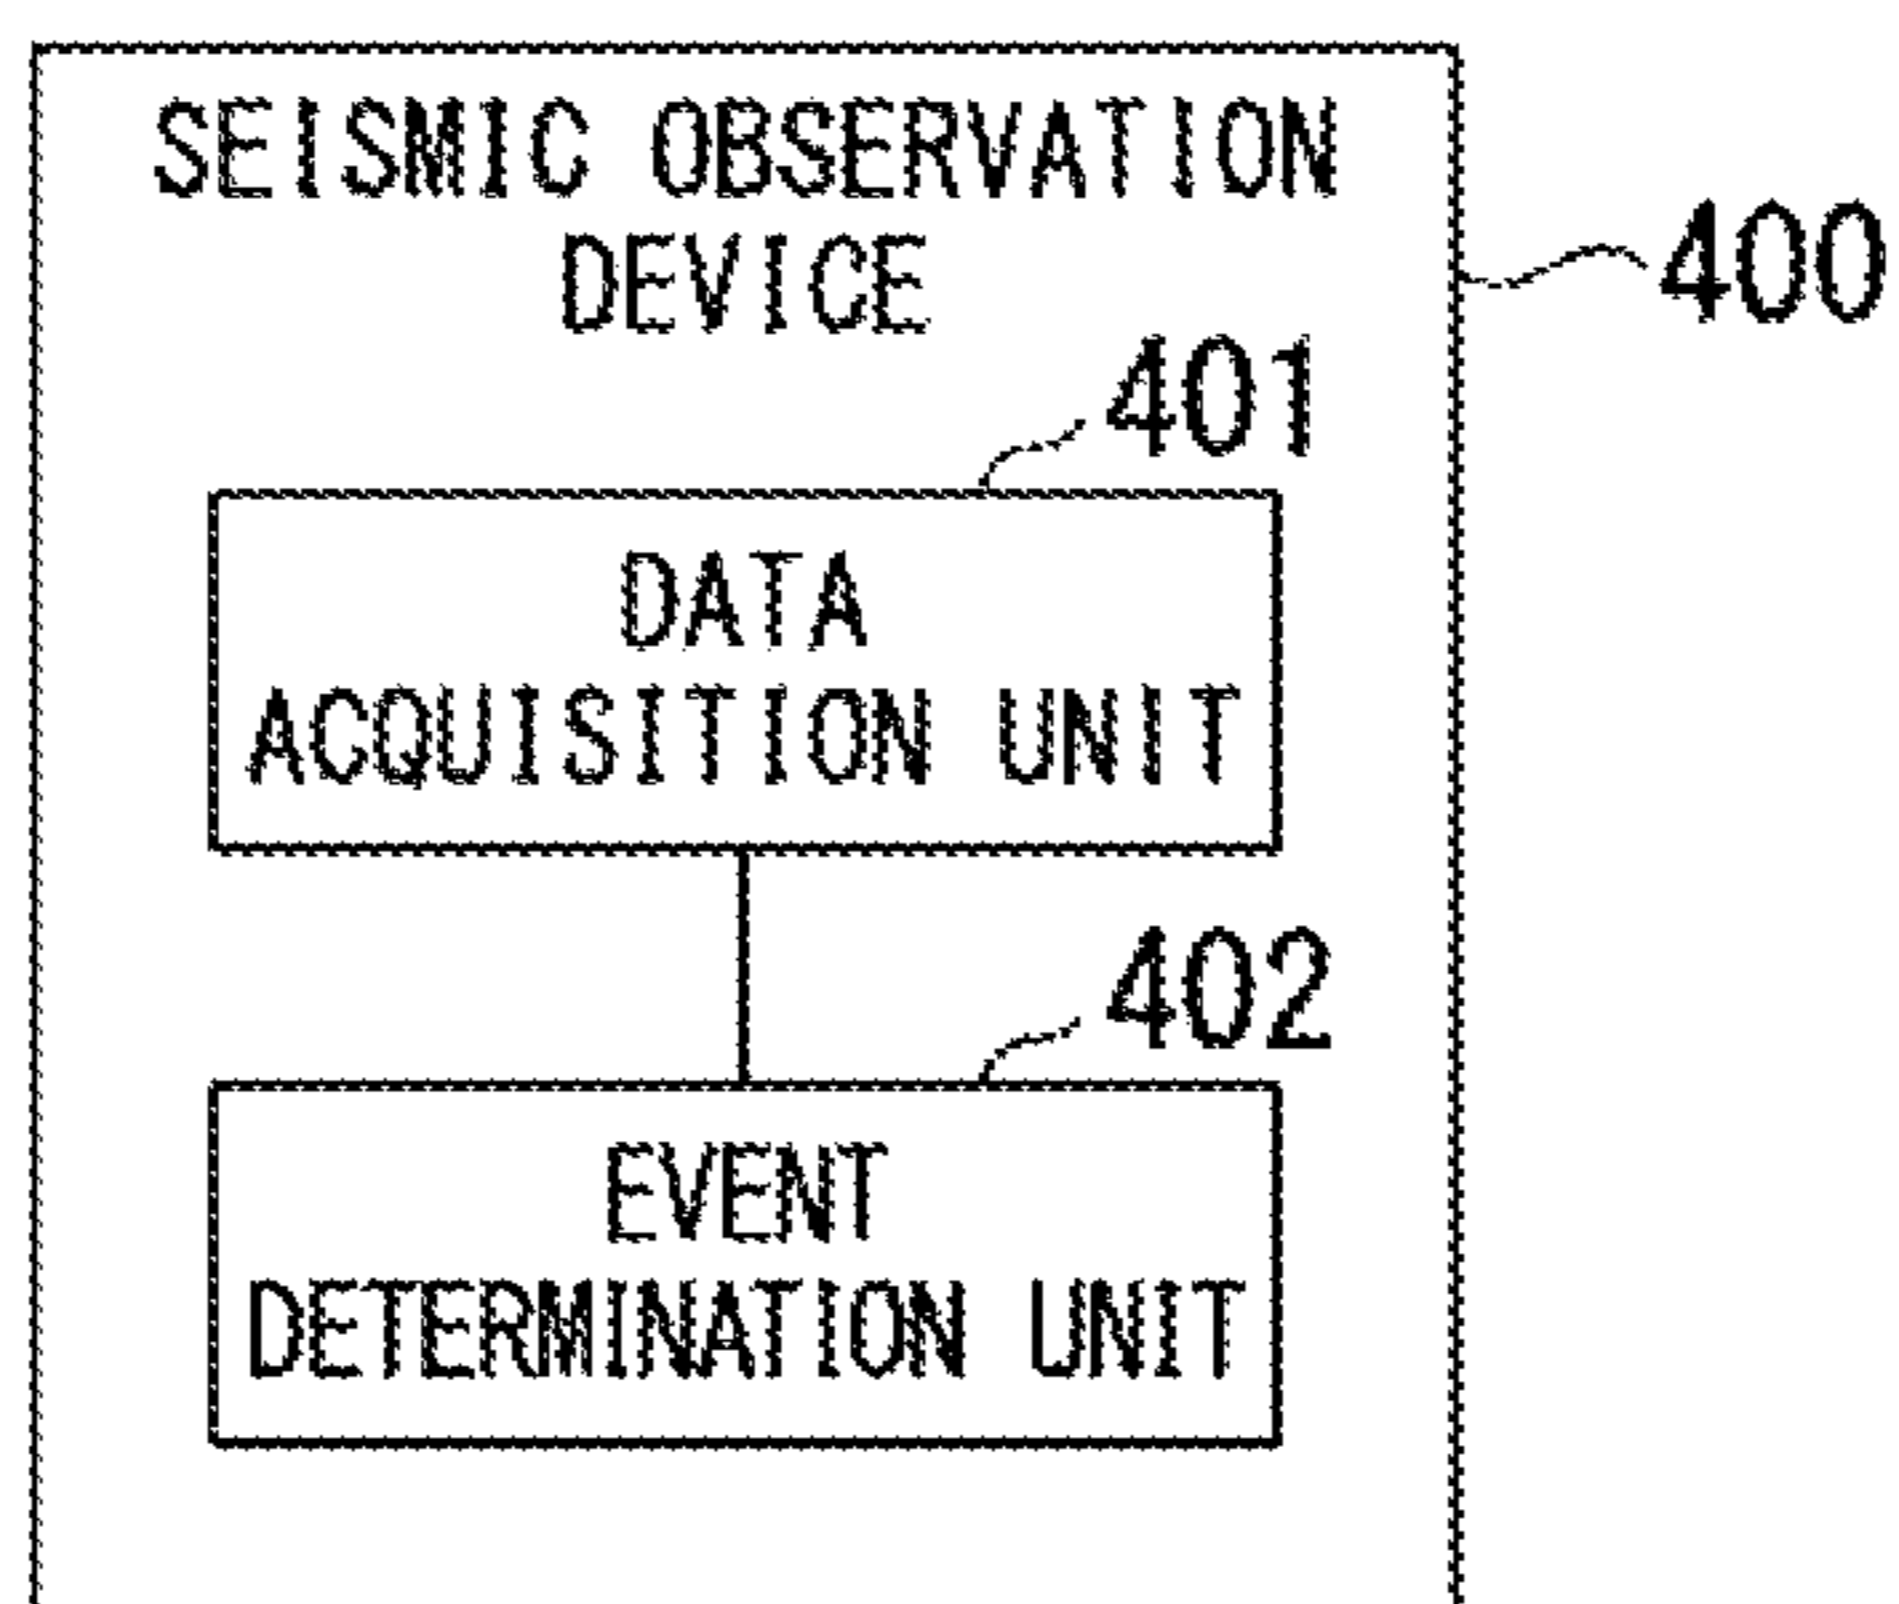 SEISMIC OBSERVATION
DEVICE
400
401
DATA
ACQUISITION UNIT
402
EVENT
DETERMINATION UNIT